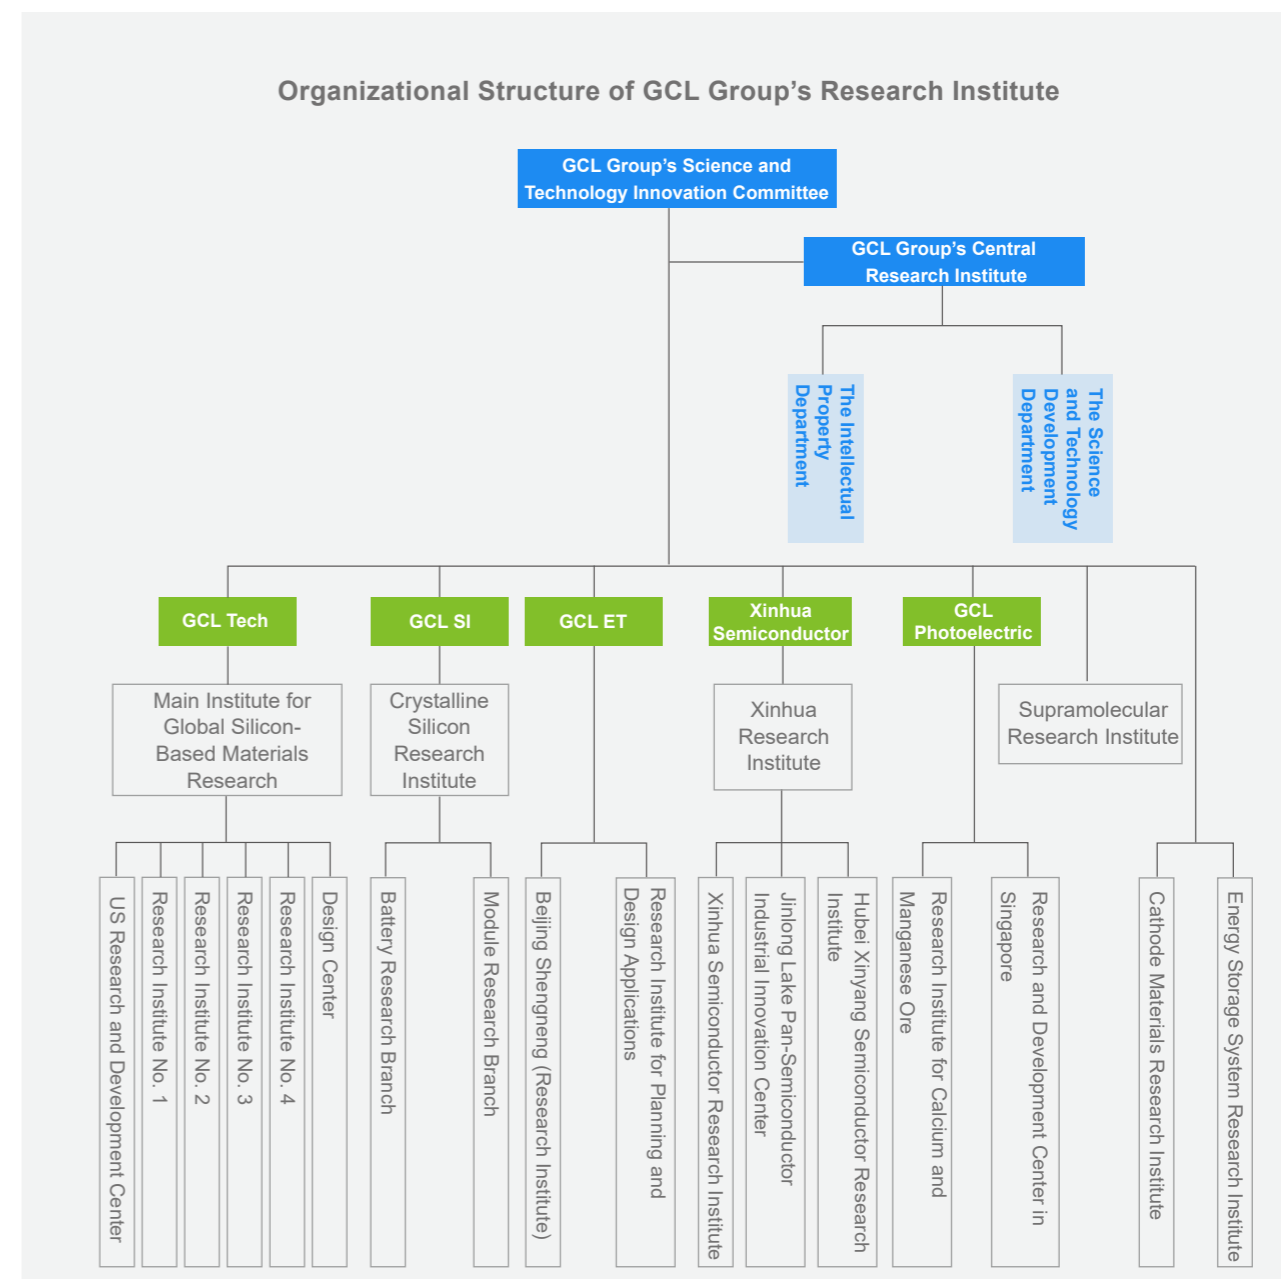 Organizational Structure of GCL Group’s Research Institute
GCL Group’s Science and
Technology Innovation Committee
GCL Group’s Central
Research Institute
The Intellectual
Property
Department
The Science
and Technology
Development
Department
GCL Tech
GCL SI
GCL ET
Xinhua
Semiconductor
GCL
Photoelectric
Main Institute for
Global Silicon-
Based Materials
Research
Crystalline
Silicon
Research
Institute
Xinhua
Research
Institute
Supramolecular
Research Institute
US Research and Development Center
Research Institute No. 1
Research Institute No. 2
Research Institute No. 3
Research Institute No. 4
Design Center
Battery Research Branch
Module Research Branch
Beijing Shengneng (Research Institute)
Research Institute for Planning and
Design Applications
Xinhua Semiconductor Research Institute
Jinlong Lake Pan-Semiconductor
Industrial Innovation Center
Hubei Xinyang Semiconductor Research
Institute
Research Institute for Calcium and
Manganese Ore
Research and Development Center in
Singapore
Cathode Materials Research Institute
Energy Storage System Research Institute